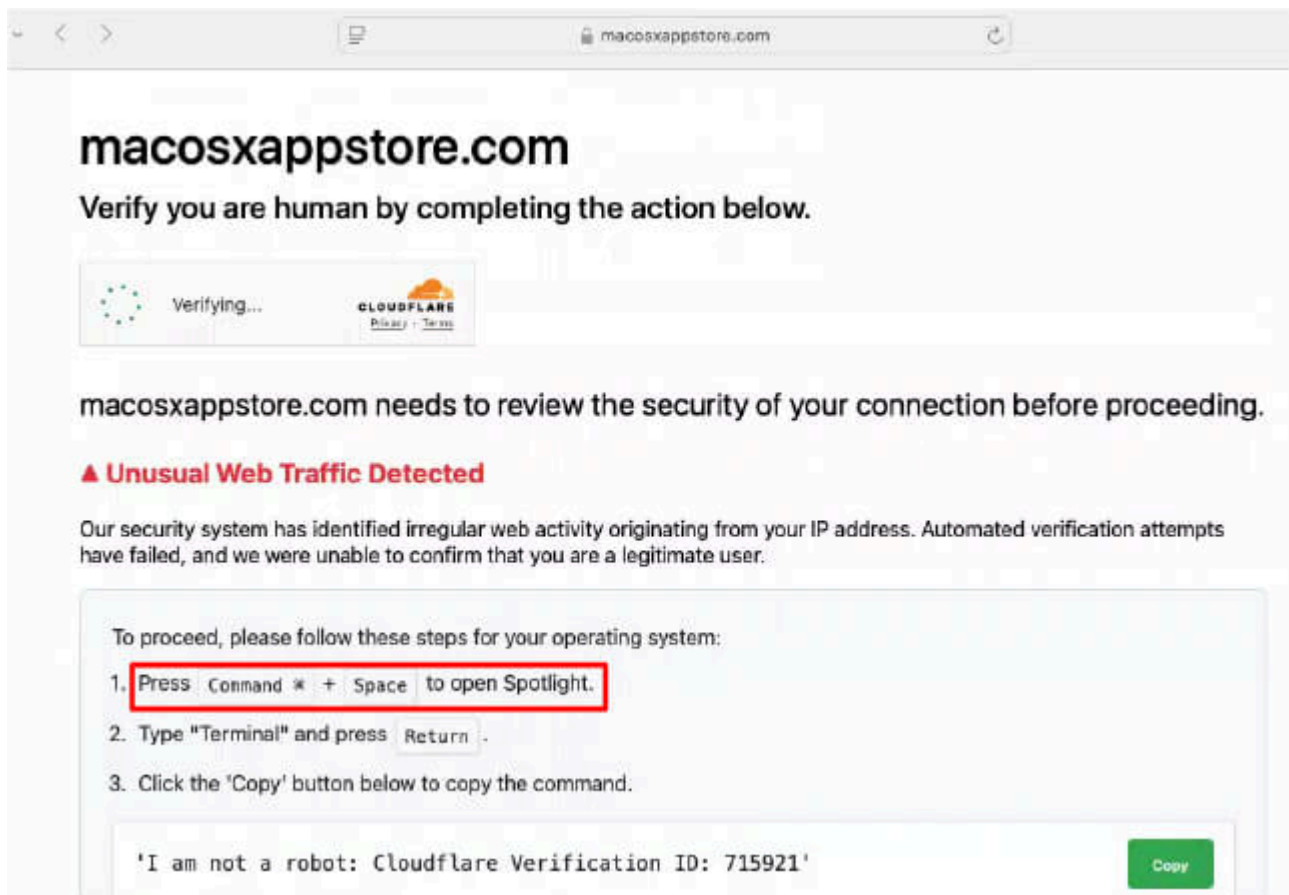 macosxappstore.com
macosxappstore.com
Verify you are human by completing the action below.
Verifying...
CLOUDFLARE
Privacy - Terms
macosxappstore.com needs to review the security of your connection before proceeding.
Unusual Web Traffic Detected
Our security system has identified irregular web activity originating from your IP address. Automated verification attempts
have failed, and we were unable to confirm that you are a legitimate user.
To proceed, please follow these steps for your operating system:
1. Press Command ⌘ + Space to open Spotlight.
2. Type "Terminal" and press Return .
3. Click the 'Copy' button below to copy the command.
'I am not a robot: Cloudflare Verification ID: 715921'
Copy